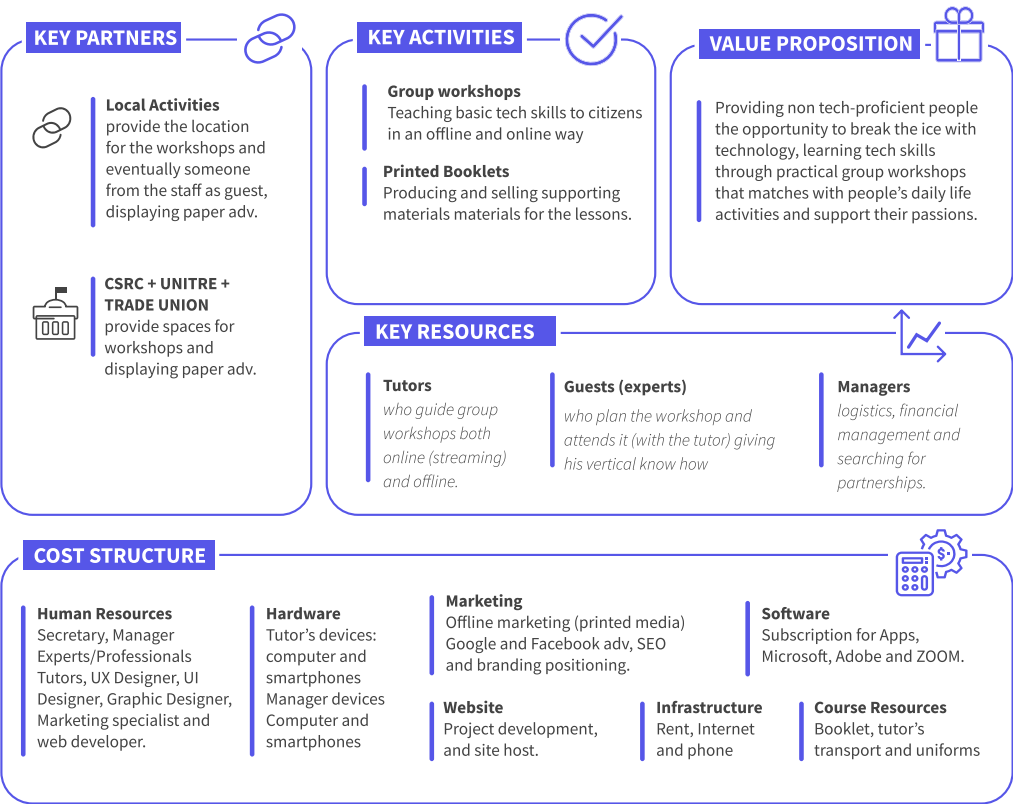 KEY PARTNERS
Local Activities
provide the location
for the workshops and
eventually someone
from the staff as guest,
displaying paper adv.
CSRC + UNITRE +
TRADE UNION
provide spaces for
workshops and
displaying paper adv.
KEY ACTIVITIES
Group workshops
Teaching basic tech skills to citizens
in an offline and online way
Printed Booklets
Producing and selling supporting
materials materials for the lessons.
VALUE PROPOSITION
Providing non tech-proficient people
the opportunity to break the ice with
technology, learning tech skills
through practical group workshops
that matches with people’s daily life
activities and support their passions.
KEY RESOURCES
Tutors
who guide group
workshops both
online (streaming)
and offline.
Guests (experts)
who plan the workshop and
attends it (with the tutor) giving
his vertical know how
Managers
logistics, financial
management and
searching for
partnerships.
COST STRUCTURE
$
Human Resources
Secretary, Manager
Experts/Professionals
Tutors, UX Designer, UI
Designer, Graphic Designer,
Marketing specialist and
web developer.
Hardware
Tutor’s devices:
computer and
smartphones
Manager devices
Computer and
smartphones
Marketing
Offline marketing (printed media)
Google and Facebook adv, SEO
and branding positioning.
Software
Subscription for Apps,
Microsoft, Adobe and ZOOM.
Website
Project development,
and site host.
Infrastructure
Rent, Internet
and phone
Course Resources
Booklet, tutor’s
transport and uniforms